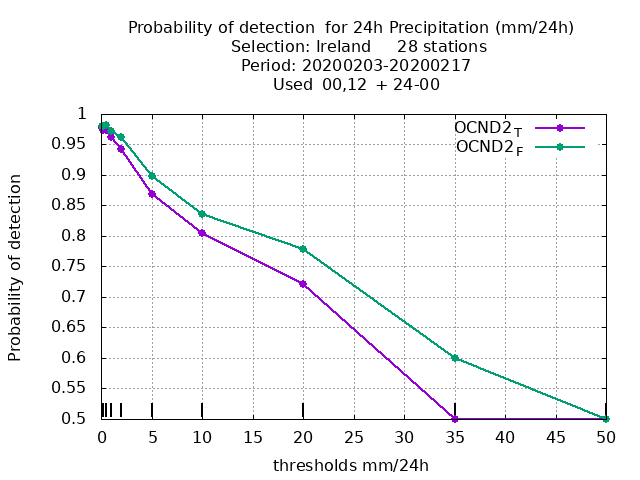 Probability of detection  for 24h Precipitation (mm/24h)
Selection: Ireland     28 stations
Period: 20200203-20200217
Used  00,12  + 24-00
OCND2T
OCND2F
1
0.95
0.9
0.85
0.8
0.75
0.7
0.65
0.6
0.55
0.5
Probability of detection
0 5 10 15 20 25 30 35 40 45 50
thresholds mm/24h